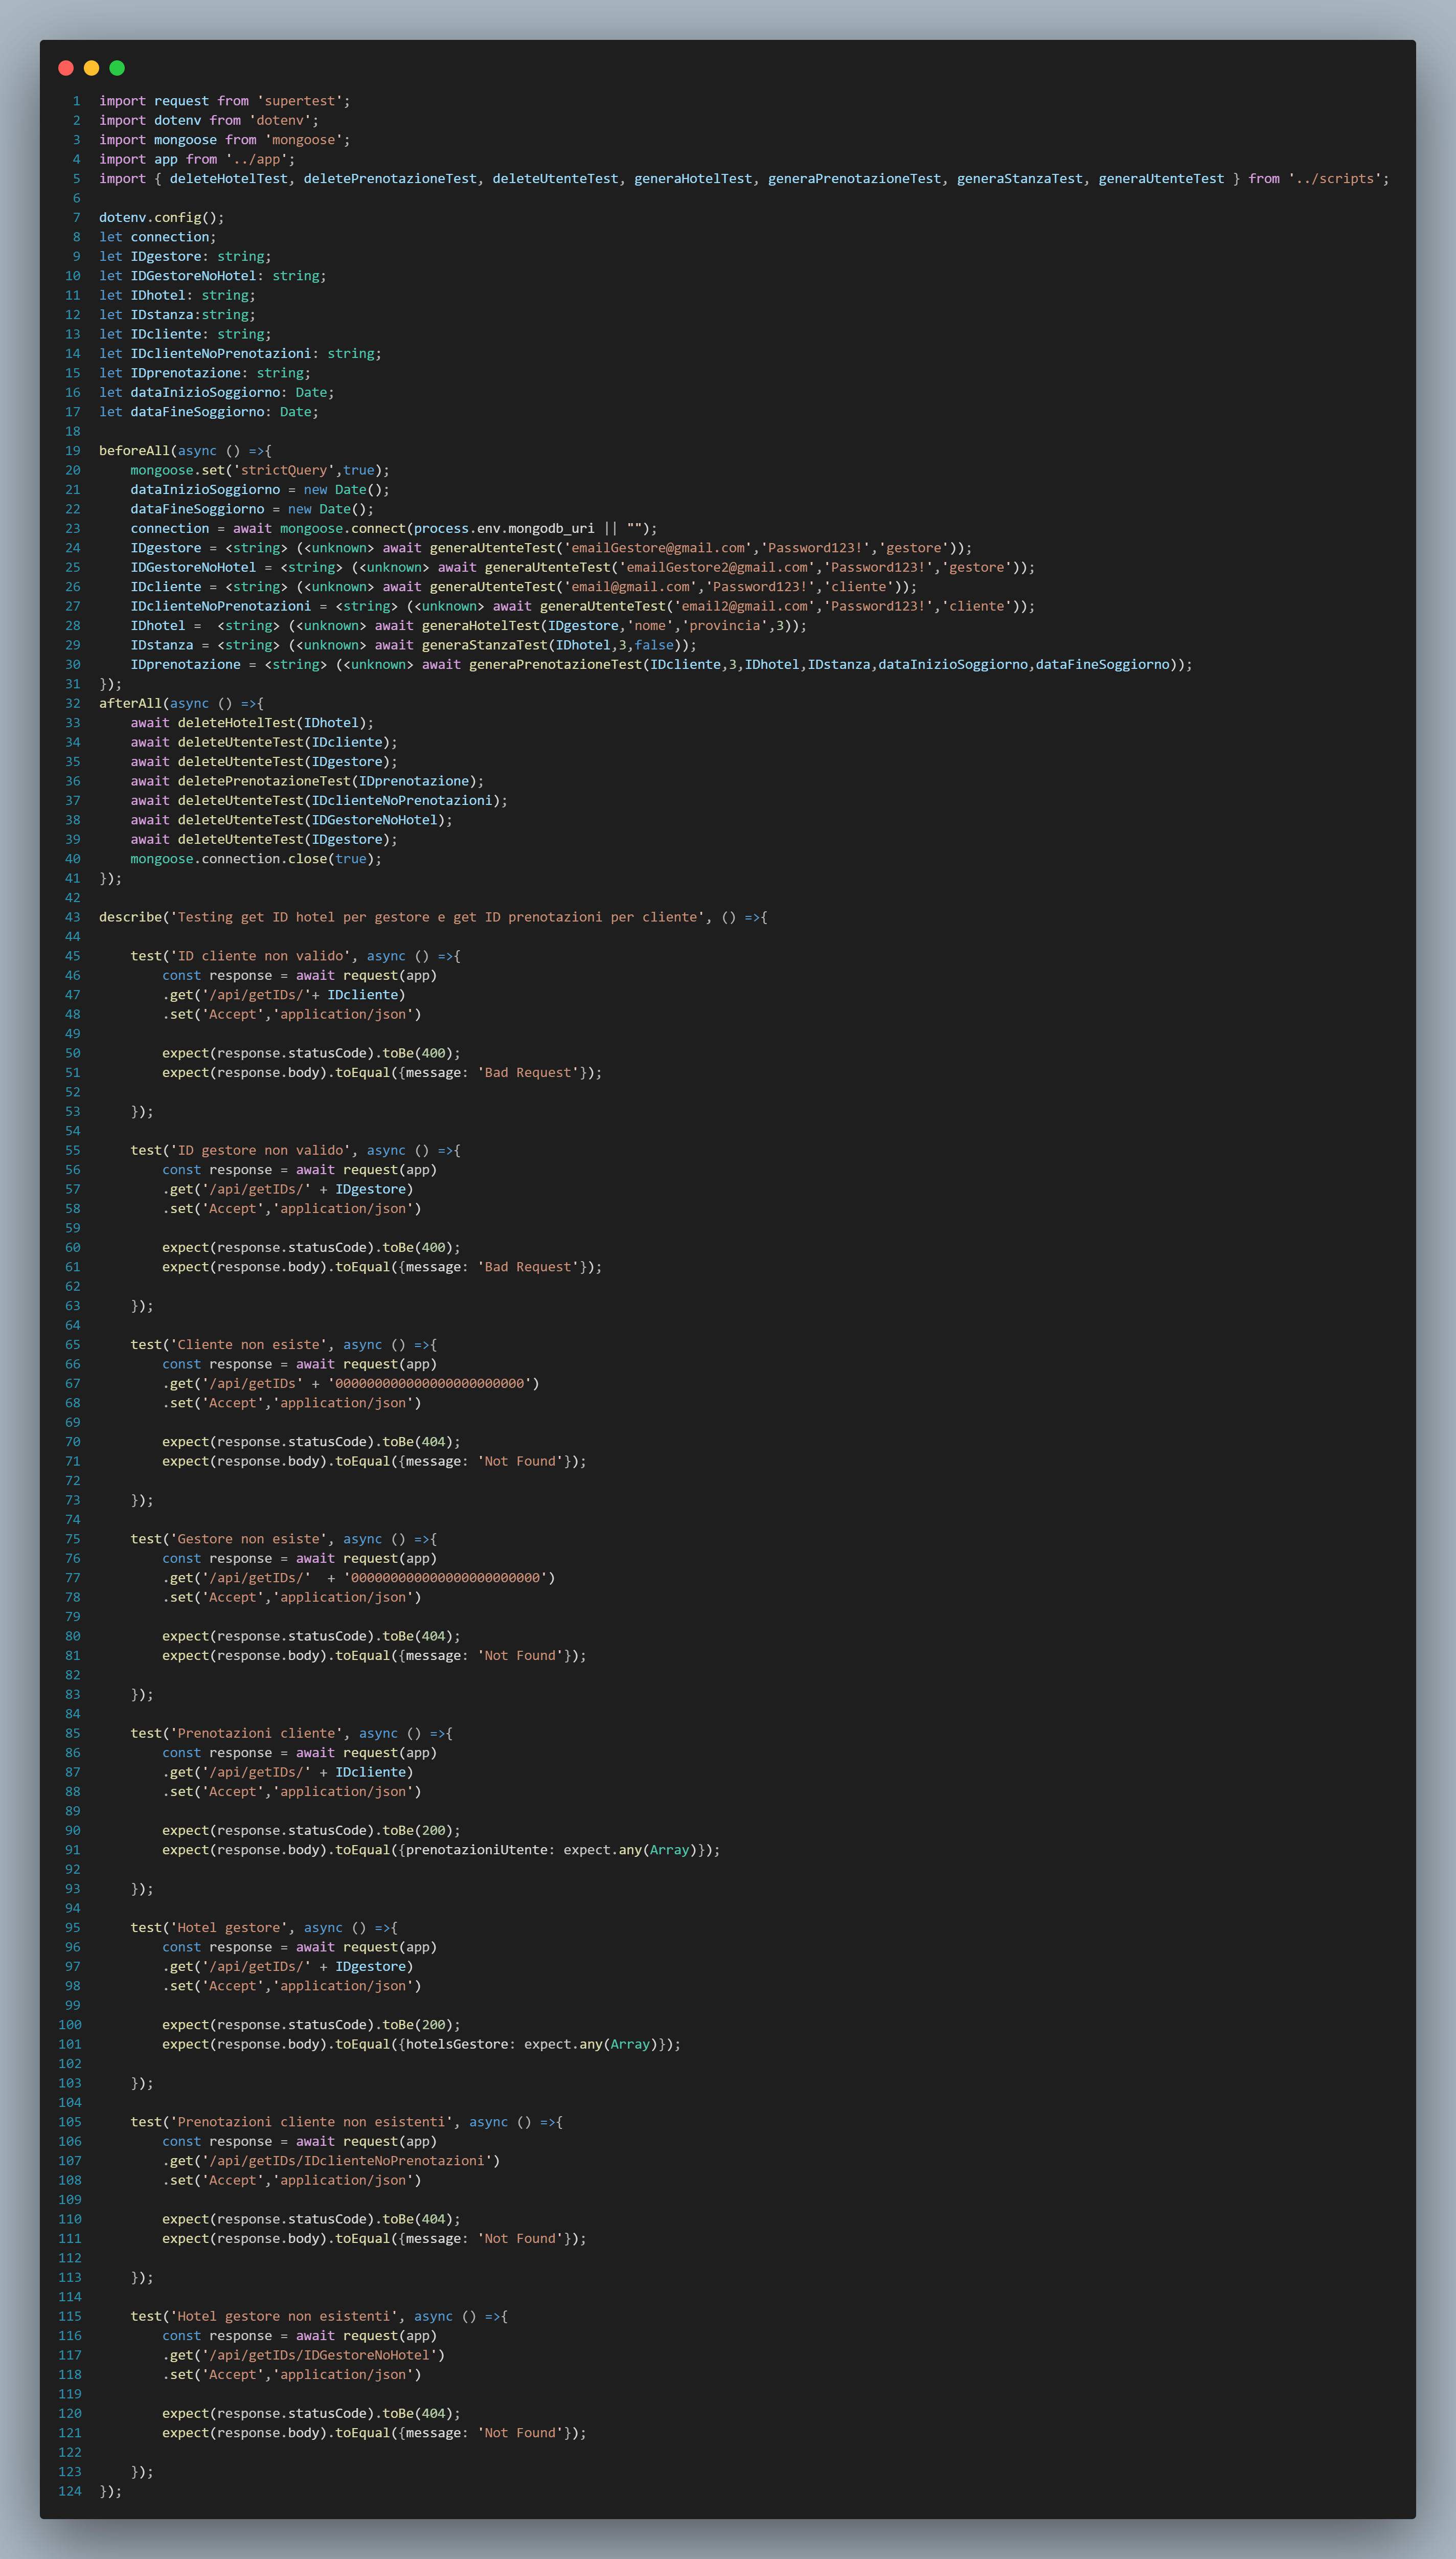 1 import request from 'supertest';
2 import dotenv from 'dotenv';
3 import mongoose from 'mongoose';
4 import app from '../app';
5 import { deleteHotelTest, deletePrenotazioneTest, deleteUtenteTest, generaHotelTest, generaPrenotazioneTest, generaStanzaTest, generaUtenteTest } from '../scripts';
6
7 dotenv.config();
8 let connection;
9 let IDgestore: string;
10 let IDGestoreNoHotel: string;
11 let IDhotel: string;
12 let IDstanza:string;
13 let IDcliente: string;
14 let IDclienteNoPrenotazioni: string;
15 let IDprenotazione: string;
16 let dataInizioSoggiorno: Date;
17 let dataFineSoggiorno: Date;
18
19 beforeAll(async () =>{
20     mongoose.set('strictQuery',true);
21     dataInizioSoggiorno = new Date();
22     dataFineSoggiorno = new Date();
23     connection = await mongoose.connect(process.env.mongodb_uri || "");
24     IDgestore = <string> (<unknown> await generaUtenteTest('emailGestore@gmail.com','Password123!','gestore'));
25     IDGestoreNoHotel = <string> (<unknown> await generaUtenteTest('emailGestore2@gmail.com','Password123!','gestore'));
26     IDcliente = <string> (<unknown> await generaUtenteTest('email@gmail.com','Password123!','cliente'));
27     IDclienteNoPrenotazioni = <string> (<unknown> await generaUtenteTest('email2@gmail.com','Password123!','cliente'));
28     IDhotel =  <string> (<unknown> await generaHotelTest(IDgestore,'nome','provincia',3));
29     IDstanza = <string> (<unknown> await generaStanzaTest(IDhotel,3,false));
30     IDprenotazione = <string> (<unknown> await generaPrenotazioneTest(IDcliente,3,IDhotel,IDstanza,dataInizioSoggiorno,dataFineSoggiorno));
31 });
32 afterAll(async () =>{
33     await deleteHotelTest(IDhotel);
34     await deleteUtenteTest(IDcliente);
35     await deleteUtenteTest(IDgestore);
36     await deletePrenotazioneTest(IDprenotazione);
37     await deleteUtenteTest(IDclienteNoPrenotazioni);
38     await deleteUtenteTest(IDGestoreNoHotel);
39     await deleteUtenteTest(IDgestore);
40     mongoose.connection.close(true);
41 });
42
43 describe('Testing get ID hotel per gestore e get ID prenotazioni per cliente', () =>{
44
45     test('ID cliente non valido', async () =>{
46         const response = await request(app)
47         .get('/api/getIDs/'+ IDcliente)
48         .set('Accept','application/json')
49
50         expect(response.statusCode).toBe(400);
51         expect(response.body).toEqual({message: 'Bad Request'});
52
53     });
54
55     test('ID gestore non valido', async () =>{
56         const response = await request(app)
57         .get('/api/getIDs/' + IDgestore)
58         .set('Accept','application/json')
59
60         expect(response.statusCode).toBe(400);
61         expect(response.body).toEqual({message: 'Bad Request'});
62
63     });
64
65     test('Cliente non esiste', async () =>{
66         const response = await request(app)
67         .get('/api/getIDs' + '000000000000000000000000')
68         .set('Accept','application/json')
69
70         expect(response.statusCode).toBe(404);
71         expect(response.body).toEqual({message: 'Not Found'});
72
73     });
74
75     test('Gestore non esiste', async () =>{
76         const response = await request(app)
77         .get('/api/getIDs/'  + '000000000000000000000000')
78         .set('Accept','application/json')
79
80         expect(response.statusCode).toBe(404);
81         expect(response.body).toEqual({message: 'Not Found'});
82
83     });
84
85     test('Prenotazioni cliente', async () =>{
86         const response = await request(app)
87         .get('/api/getIDs/' + IDcliente)
88         .set('Accept','application/json')
89
90         expect(response.statusCode).toBe(200);
91         expect(response.body).toEqual({prenotazioniUtente: expect.any(Array)});
92
93     });
94
95     test('Hotel gestore', async () =>{
96         const response = await request(app)
97         .get('/api/getIDs/' + IDgestore)
98         .set('Accept','application/json')
99
100         expect(response.statusCode).toBe(200);
101         expect(response.body).toEqual({hotelsGestore: expect.any(Array)});
102
103     });
104
105     test('Prenotazioni cliente non esistenti', async () =>{
106         const response = await request(app)
107         .get('/api/getIDs/IDclienteNoPrenotazioni')
108         .set('Accept','application/json')
109
110         expect(response.statusCode).toBe(404);
111         expect(response.body).toEqual({message: 'Not Found'});
112
113     });
114
115     test('Hotel gestore non esistenti', async () =>{
116         const response = await request(app)
117         .get('/api/getIDs/IDGestoreNoHotel')
118         .set('Accept','application/json')
119
120         expect(response.statusCode).toBe(404);
121         expect(response.body).toEqual({message: 'Not Found'});
122
123     });
124 });